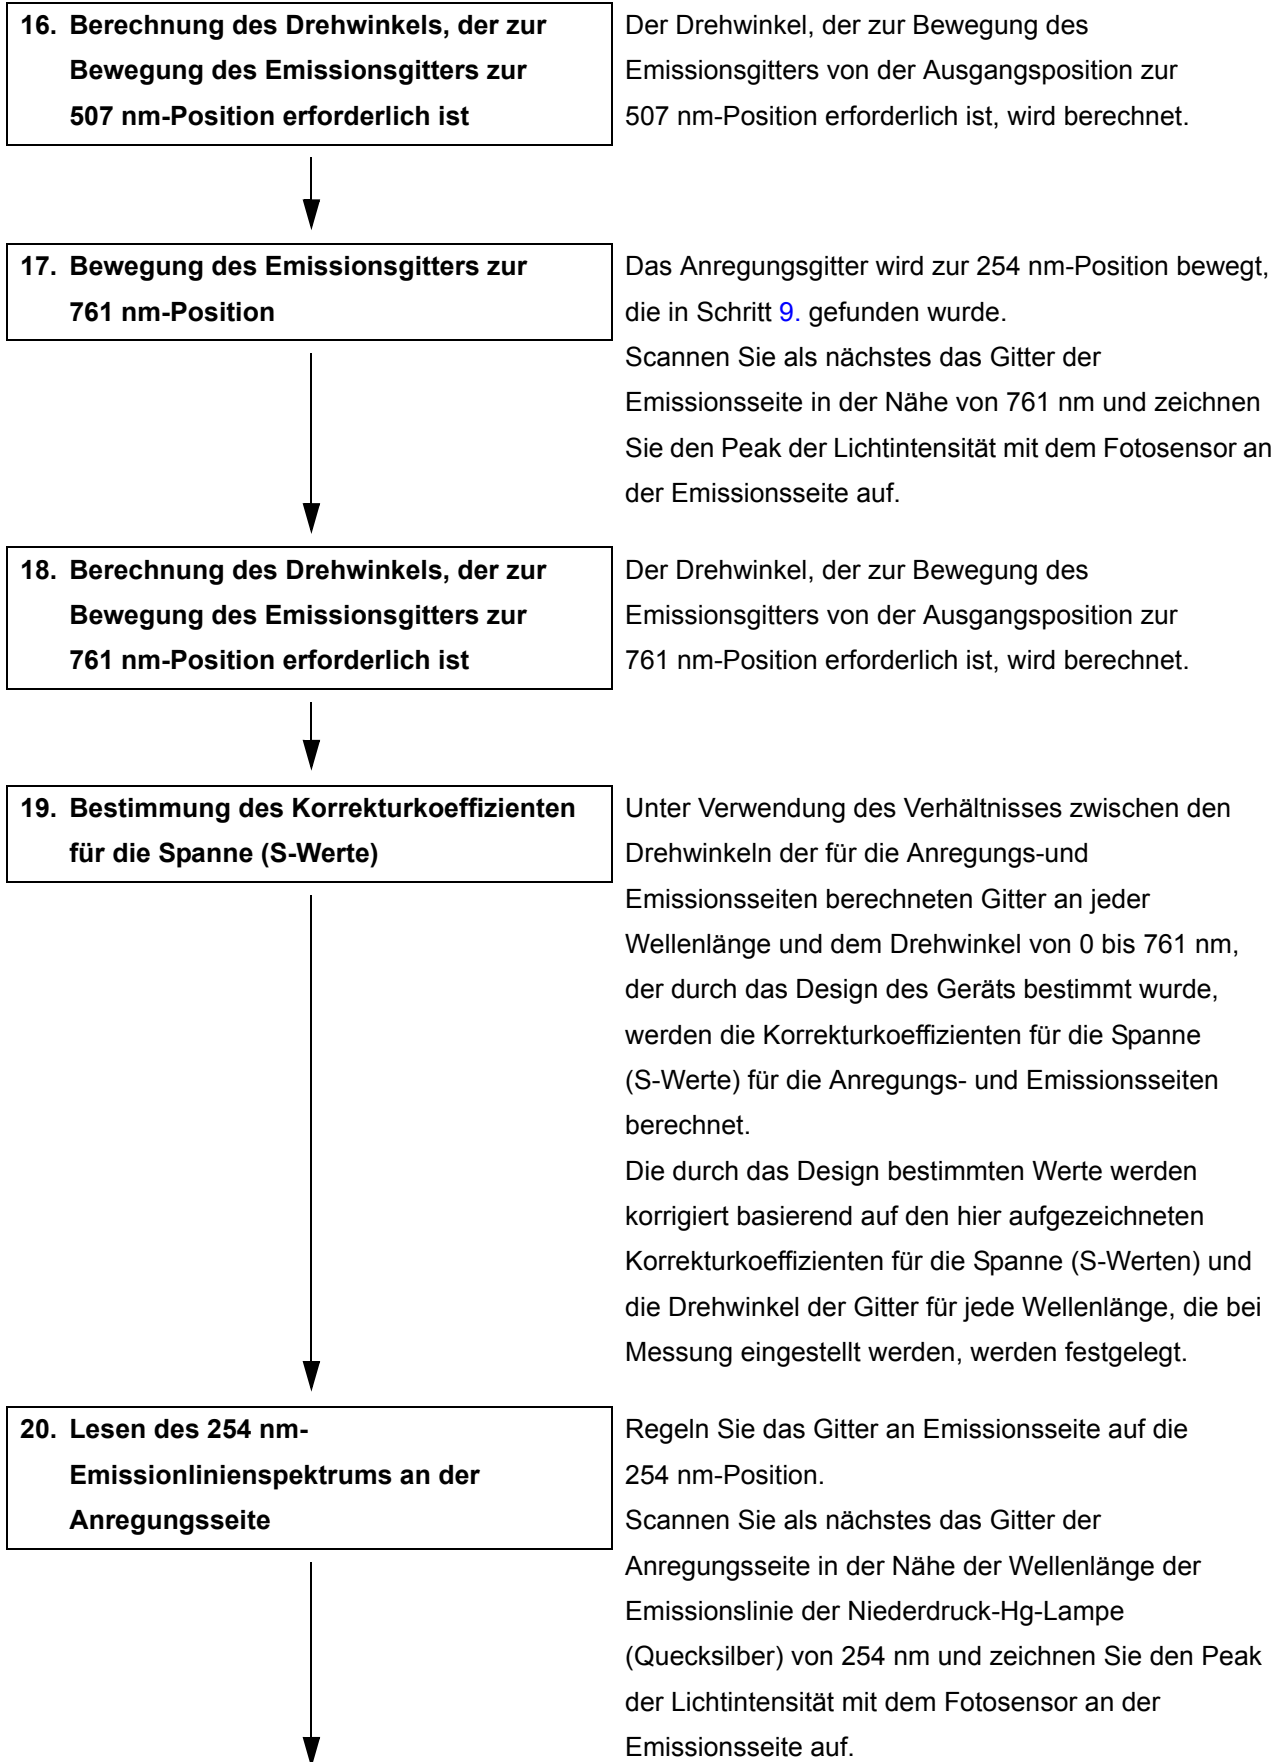 16. Berechnung des Drehwinkels, der zur
Bewegung des Emissionsgitters zur
507 nm-Position erforderlich ist
Der Drehwinkel, der zur Bewegung des
Emissionsgitters von der Ausgangsposition zur
507 nm-Position erforderlich ist, wird berechnet.
17. Bewegung des Emissionsgitters zur
761 nm-Position
Das Anregungsgitter wird zur 254 nm-Position bewegt,
die in Schritt 9. gefunden wurde.
Scannen Sie als nächstes das Gitter der
Emissionsseite in der Nähe von 761 nm und zeichnen
Sie den Peak der Lichtintensität mit dem Fotosensor an
der Emissionsseite auf.
18. Berechnung des Drehwinkels, der zur
Bewegung des Emissionsgitters zur
761 nm-Position erforderlich ist
Der Drehwinkel, der zur Bewegung des
Emissionsgitters von der Ausgangsposition zur
761 nm-Position erforderlich ist, wird berechnet.
19. Bestimmung des Korrekturkoeffizienten
für die Spanne (S-Werte)
Unter Verwendung des Verhältnisses zwischen den
Drehwinkeln der für die Anregungs-und
Emissionsseiten berechneten Gitter an jeder
Wellenlänge und dem Drehwinkel von 0 bis 761 nm,
der durch das Design des Geräts bestimmt wurde,
werden die Korrekturkoeffizienten für die Spanne
(S-Werte) für die Anregungs- und Emissionsseiten
berechnet.
Die durch das Design bestimmten Werte werden
korrigiert basierend auf den hier aufgezeichneten
Korrekturkoeffizienten für die Spanne (S-Werten) und
die Drehwinkel der Gitter für jede Wellenlänge, die bei
Messung eingestellt werden, werden festgelegt.
20. Lesen des 254 nm-
Emissionlinienspektrums an der
Anregungsseite
Regeln Sie das Gitter an Emissionsseite auf die
254 nm-Position.
Scannen Sie als nächstes das Gitter der
Anregungsseite in der Nähe der Wellenlänge der
Emissionslinie der Niederdruck-Hg-Lampe
(Quecksilber) von 254 nm und zeichnen Sie den Peak
der Lichtintensität mit dem Fotosensor an der
Emissionsseite auf.